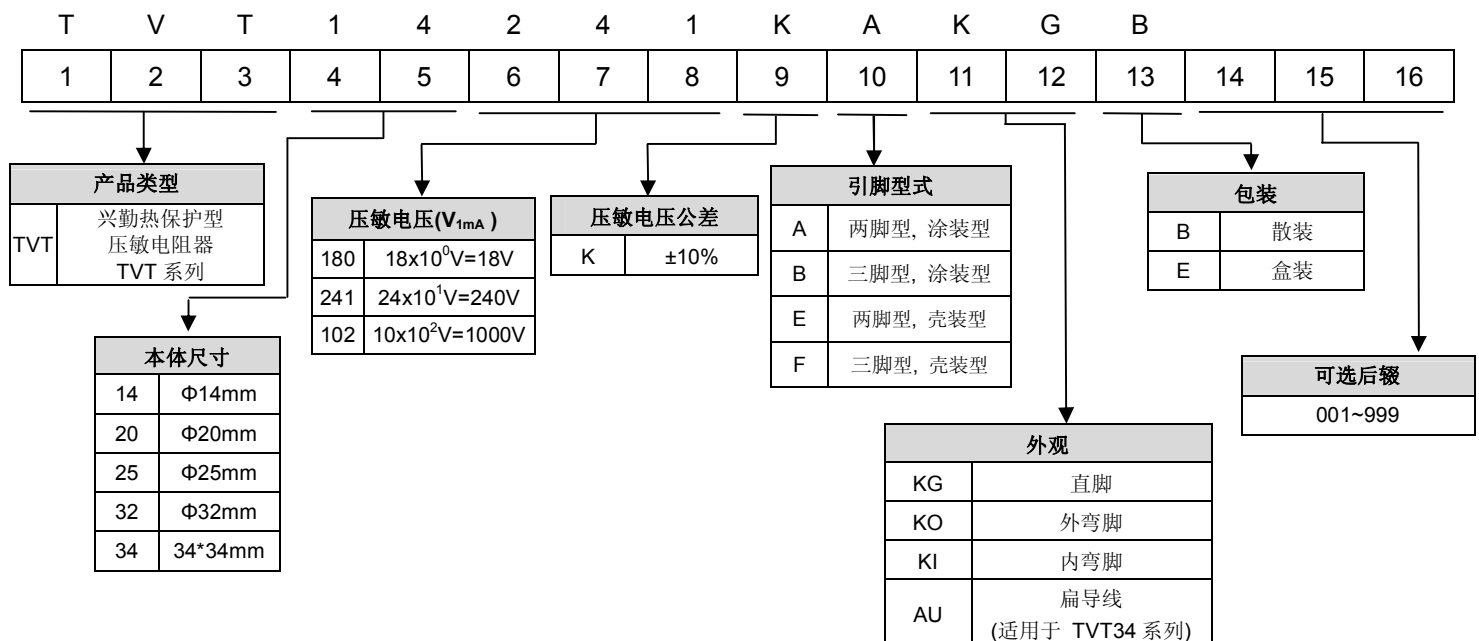 T V T 1 4 2 4 1 K A K G B
1 2 3 4 5 6 7 8 9 10 11 12 13 14 15 16
产品类型
TVT
兴勤热保护型
压敏电阻器
TVT 系列
本体尺寸
14 Φ14mm
20 Φ20mm
25 Φ25mm
32 Φ32mm
34 34*34mm
压敏电压(V1mA )
180 18x10⁰V=18V
241 24x10¹V=240V
102 10x10²V=1000V
压敏电压公差
K ±10%
引脚型式
A 两脚型, 涂装型
B 三脚型, 涂装型
E 两脚型, 壳装型
F 三脚型, 壳装型
外观
KG 直脚
KO 外弯脚
KI 内弯脚
AU 扁导线
(适用于 TVT34 系列)
包装
B 散装
E 盒装
可选后辍
001~999